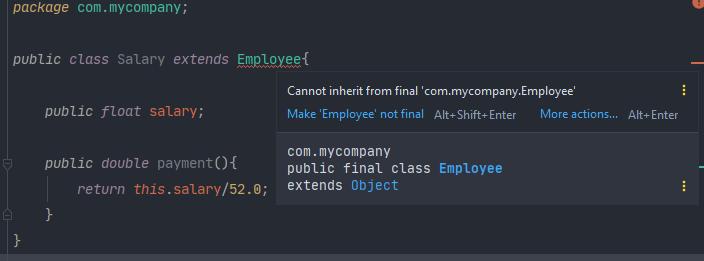 package com.mycompany;
public class Salary extends Employee{
Cannot inherit from final 'com.mycompany.Employee'
Make 'Employee' not final Alt+Shift+Enter More actions... Alt+Enter
public float salary;
com.mycompany
public double payment(){
public final class Employee
return this.salary/52.0;
extends Object
}
}